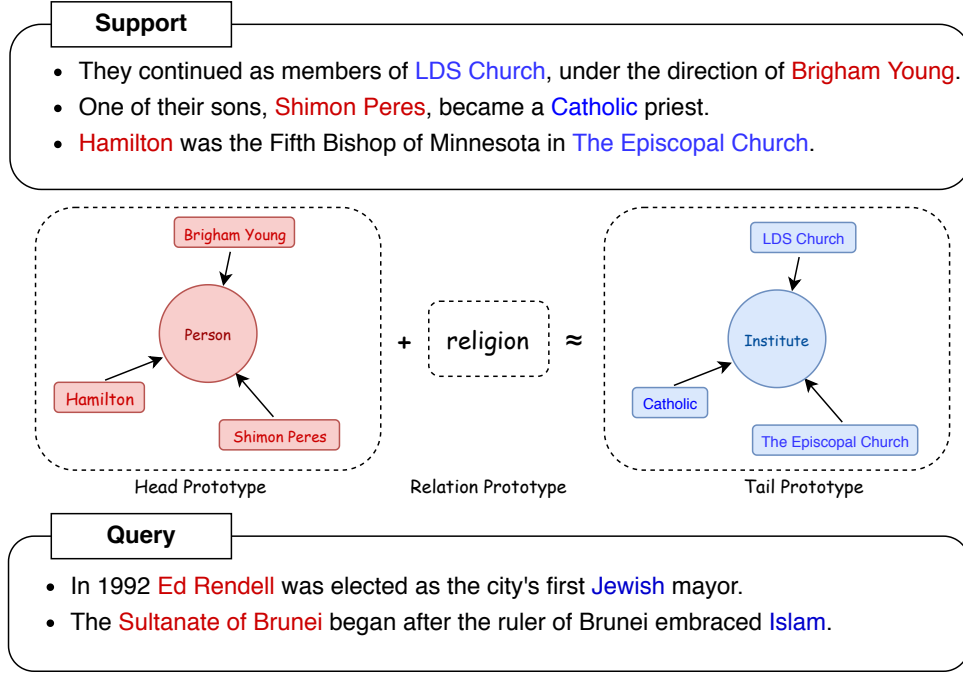 Support
• They continued as members of LDS Church, under the direction of Brigham Young.
• One of their sons, Shimon Peres, became a Catholic priest.
• Hamilton was the Fifth Bishop of Minnesota in The Episcopal Church.
Brigham Young
LDS Church
Person
+
religion
≈
Institute
Hamilton
Catholic
Shimon Peres
The Episcopal Church
Head Prototype
Relation Prototype
Tail Prototype
Query
• In 1992 Ed Rendell was elected as the city's first Jewish mayor.
• The Sultanate of Brunei began after the ruler of Brunei embraced Islam.